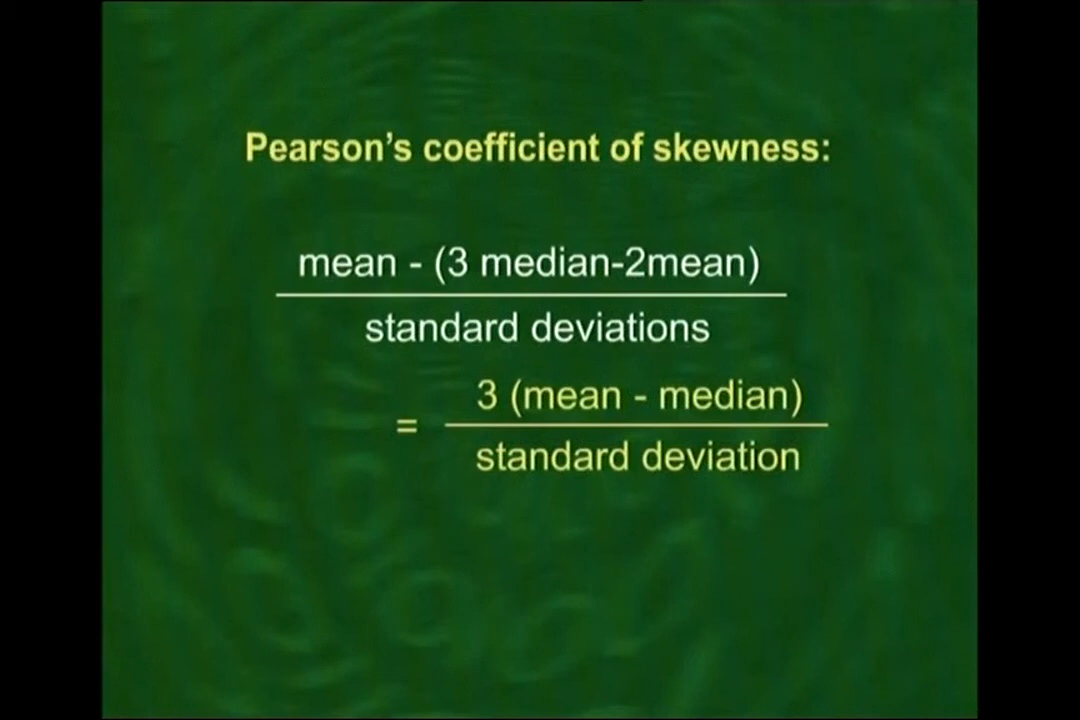 Pearson's coefficient of skewness:
mean - (3 median-2mean)
standard deviations
3 (mean - median)
=
standard deviation